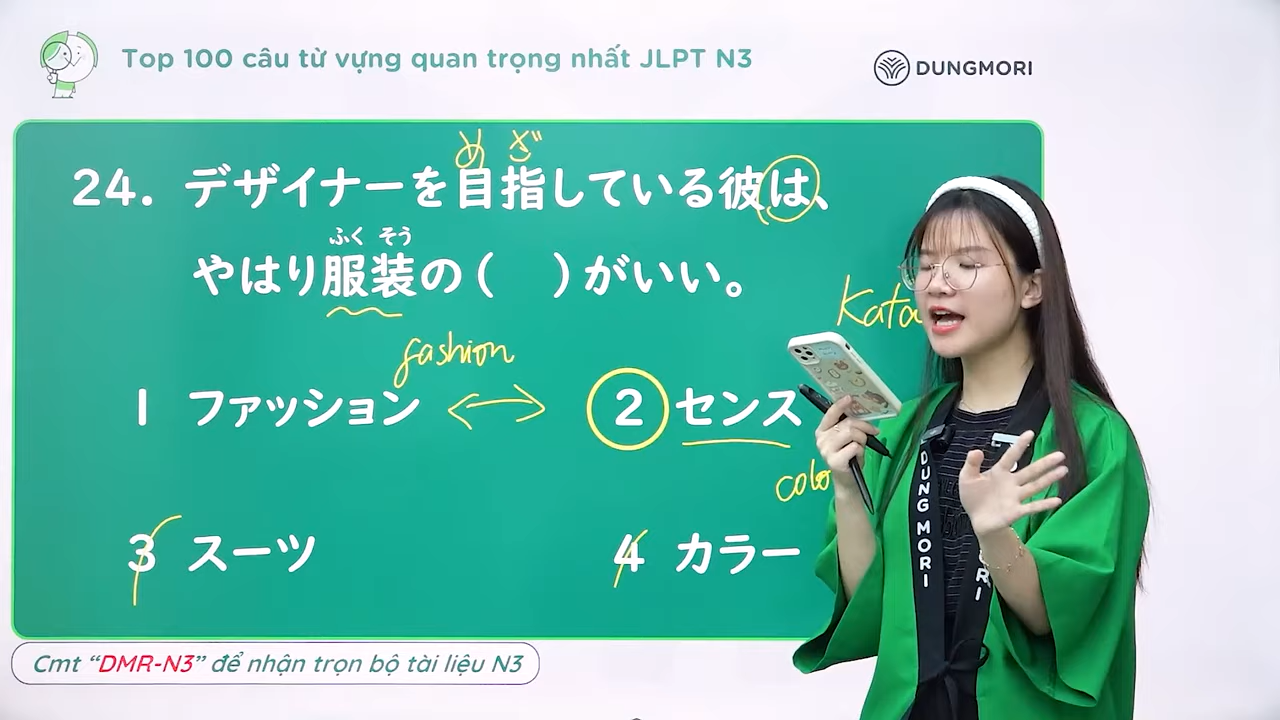 Top 100 câu từ vựng quan trọng nhất JLPT N3
DUNGMORI
め ざ
24. デザイナーを目指している彼は、
ふく そう
やはり服装の( )がいい。
Kata
fashion
1 ファッション
2 センス
colo
3 スーツ
4 カラー
DUNG MORI
Cmt “DMR-N3” để nhận trọn bộ tài liệu N3